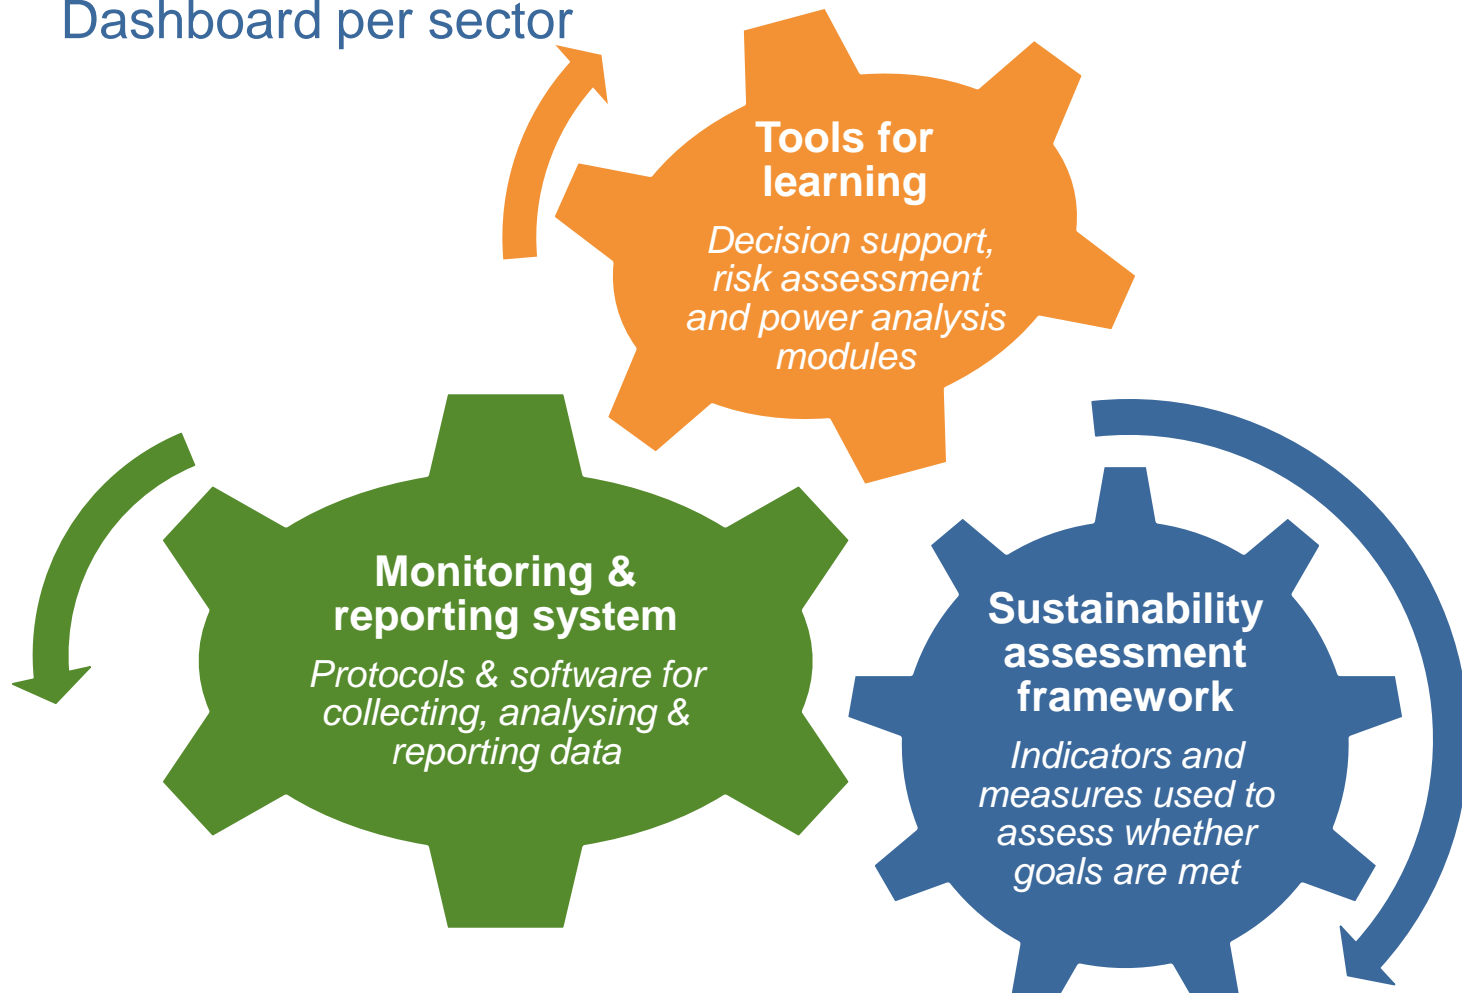 Dashboard per sector
Tools for
learning
Decision support,
risk assessment
and power analysis
modules
Monitoring &
reporting system
Protocols & software for
collecting, analysing &
reporting data
Sustainability
assessment
framework
Indicators and
measures used to
assess whether
goals are met